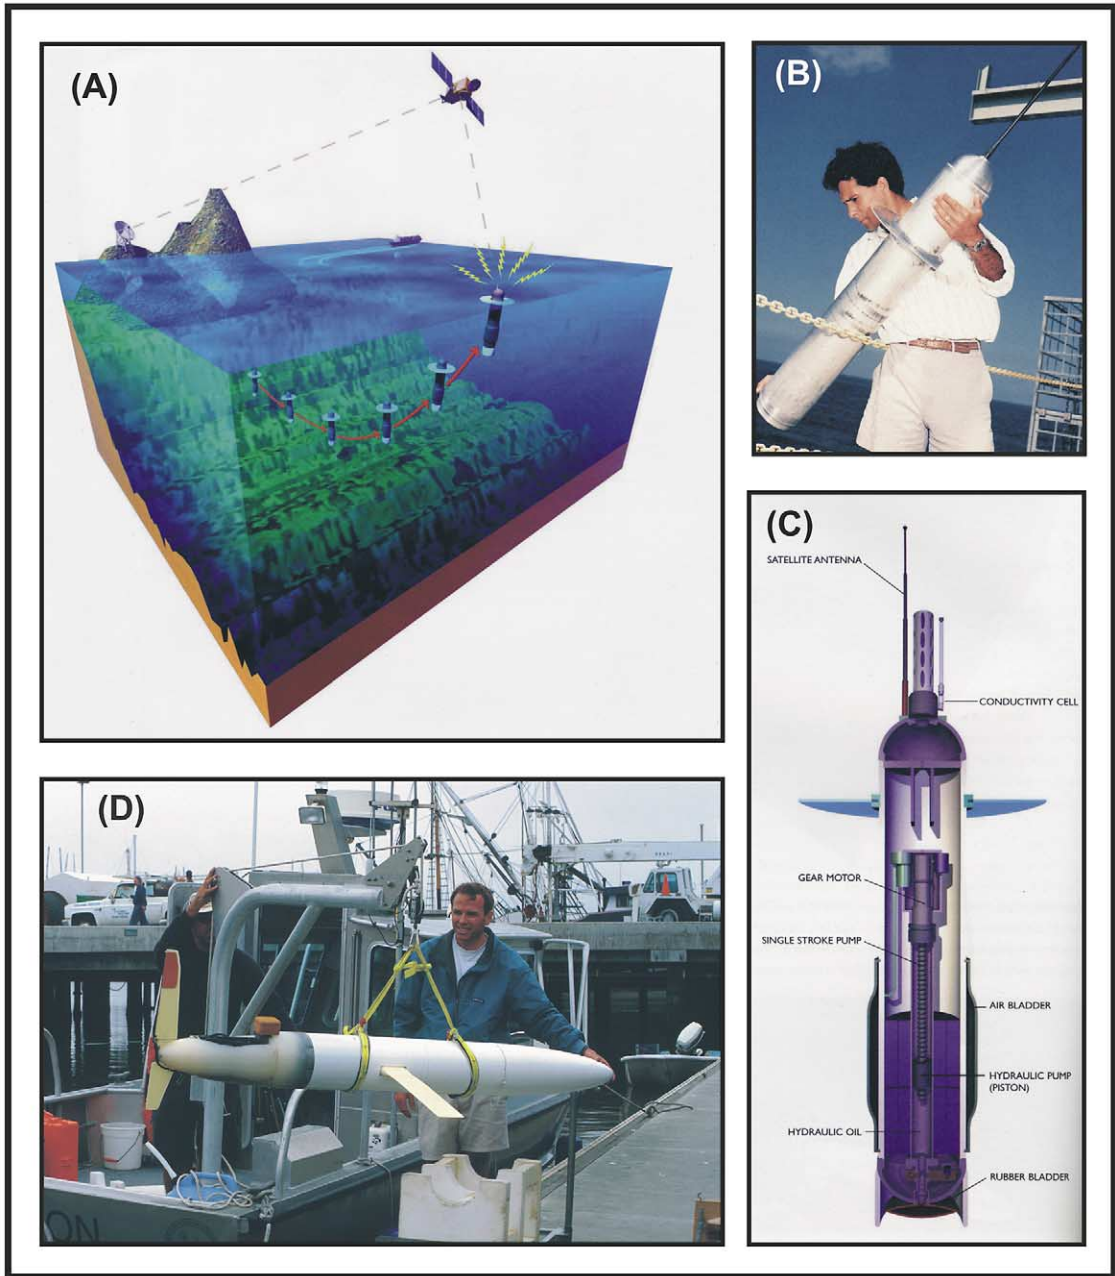 (A)
(B)
(C)
SATELLITE ANTENNA
CONDUCTIVITY CELL
GEAR MOTOR
SINGLE STROKE PUMP
AIR BLADDER
HYDRAULIC PUMP
(PISTON)
HYDRAULIC OIL
RUBBER BLADDER
(D)
ON